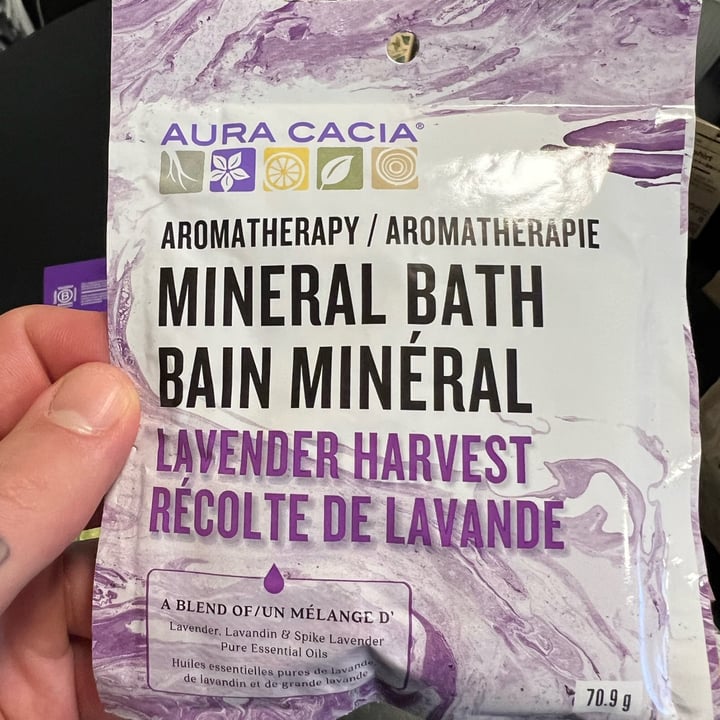 AURA CACIA®
AROMATHERAPY / AROMATHÉRAPIE
MINERAL BATH
BAIN MINÉRAL
LAVENDER HARVEST
RÉCOLTE DE LAVANDE
A BLEND OF/UN MÉLANGE D'
Lavender, Lavandin & Spike Lavender
Pure Essential Oils
Huiles essentielles pures de lavande,
de lavandin et de grande lavande
70.9 g